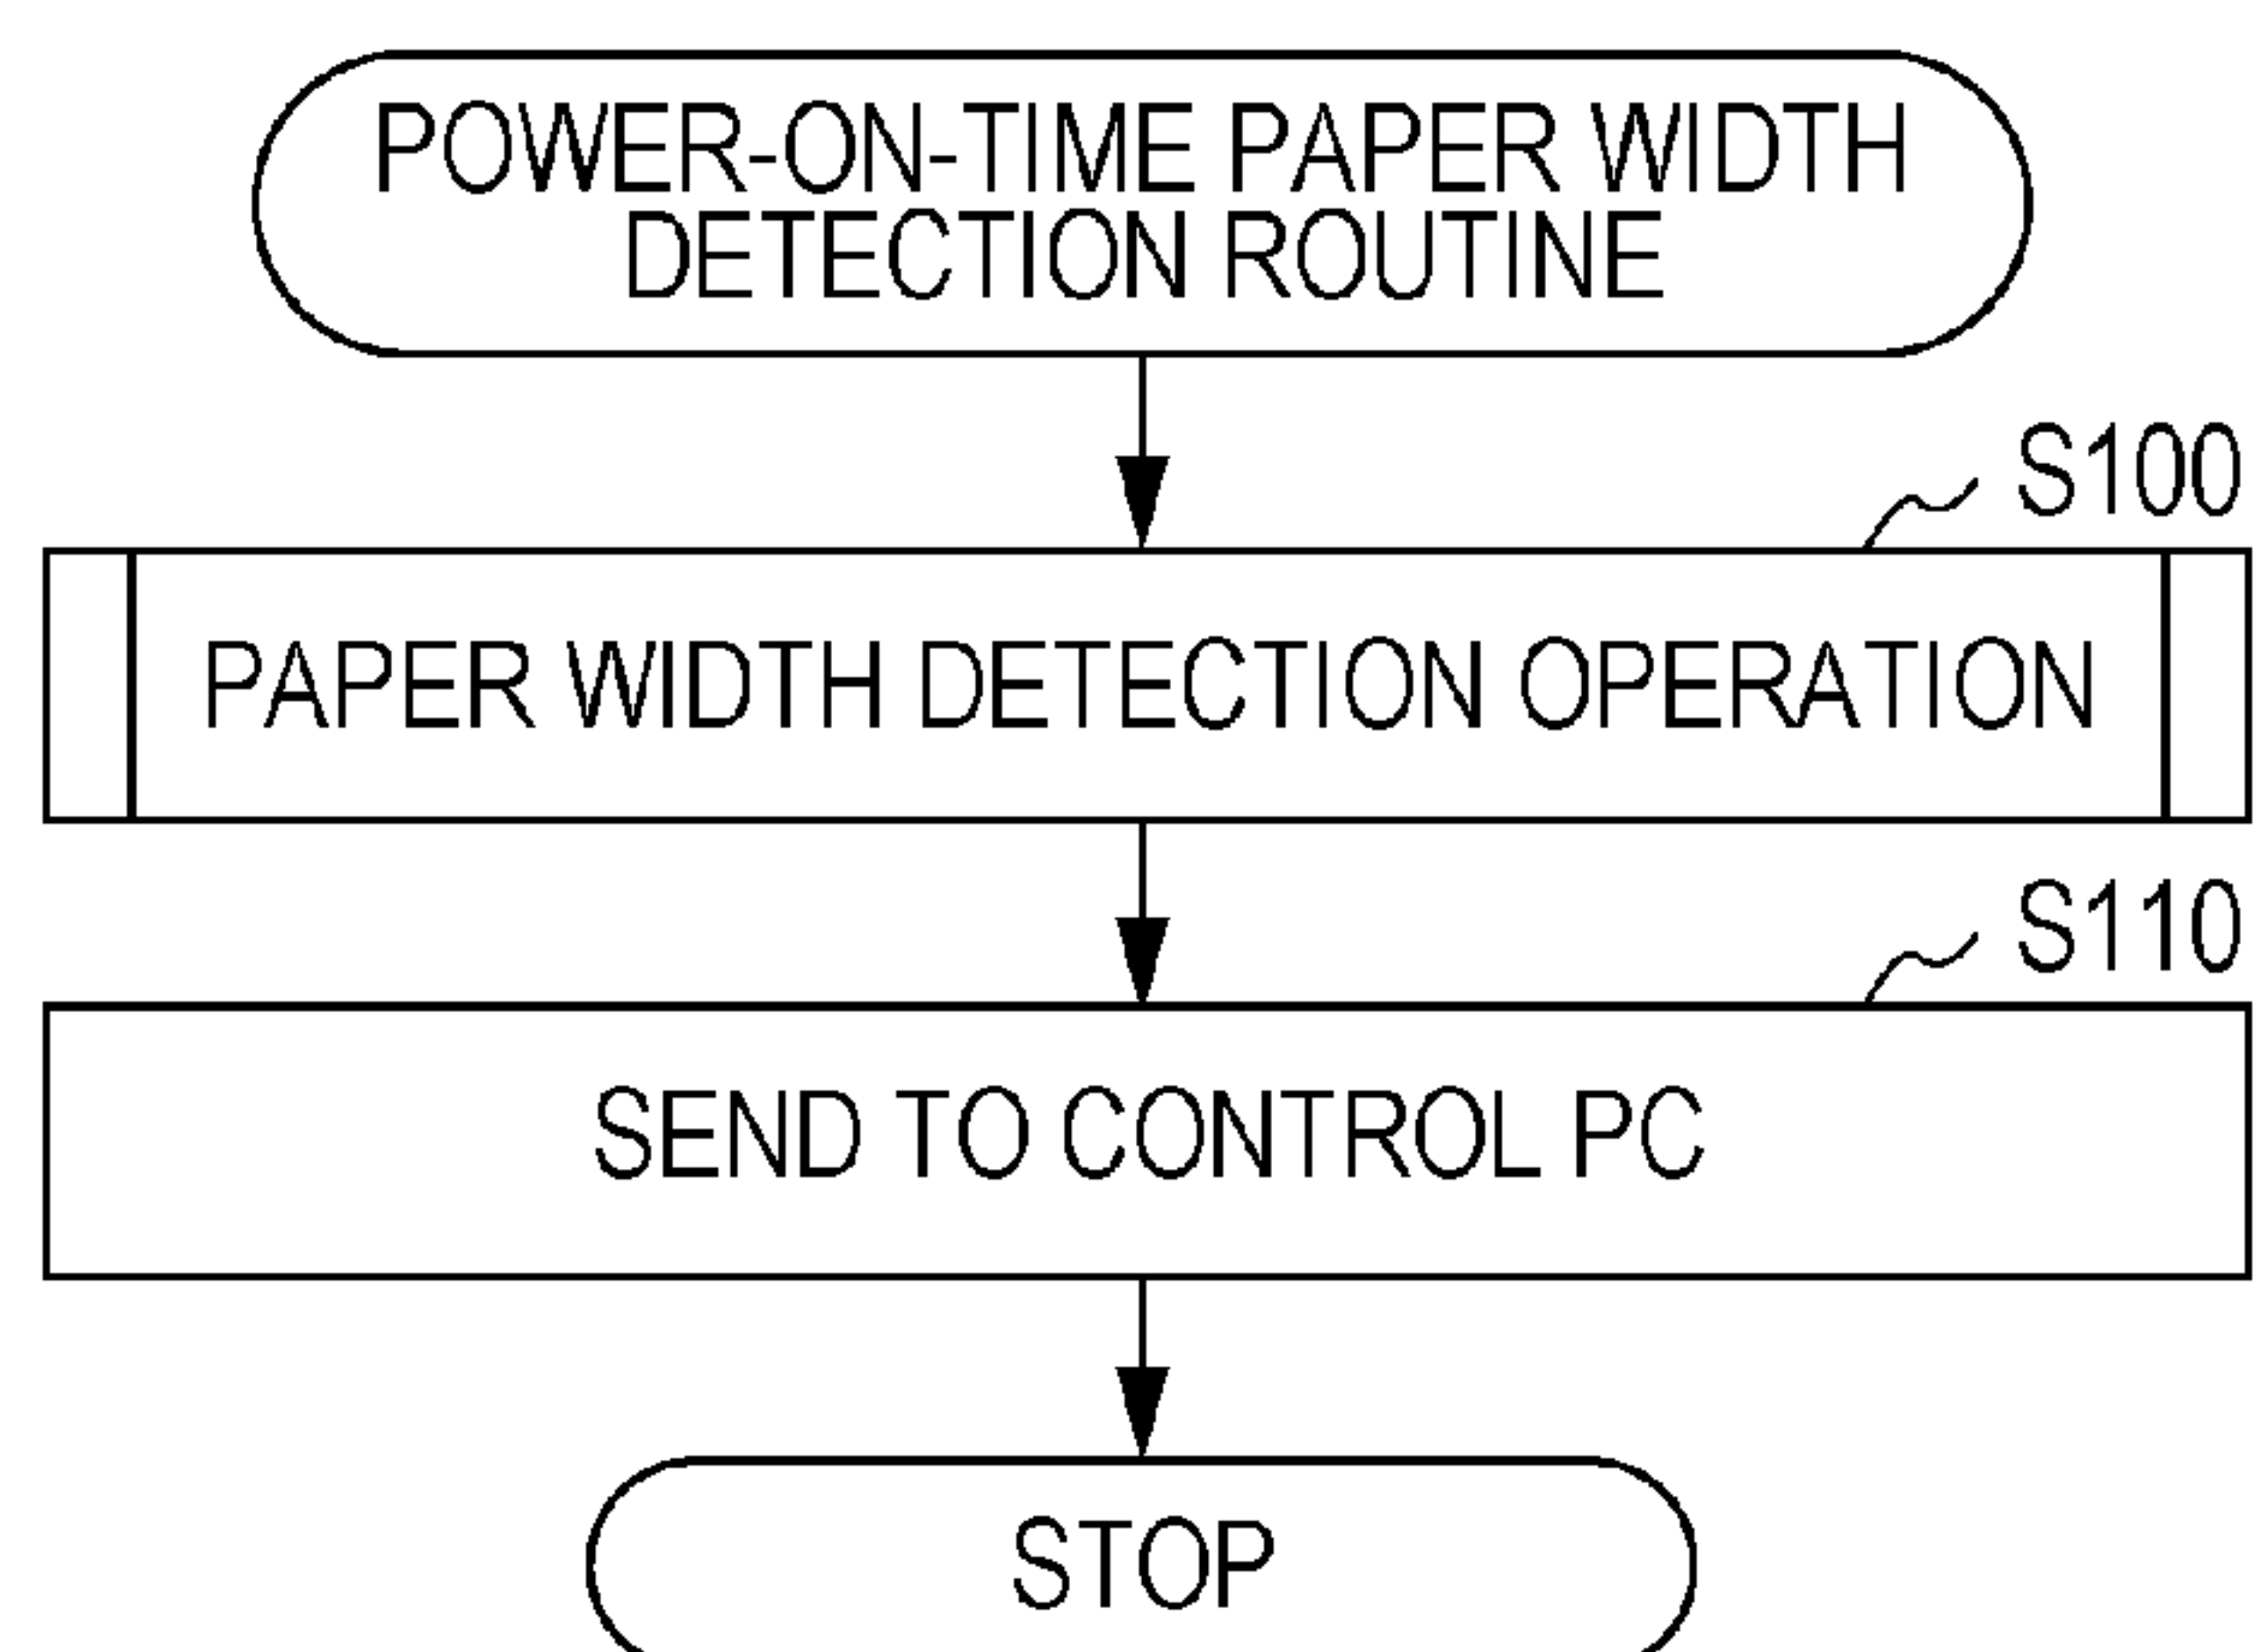 POWER-ON-TIME PAPER WIDTH
DETECTION ROUTINE
S100
PAPER WIDTH DETECTION OPERATION
S110
SEND TO CONTROL PC
STOP